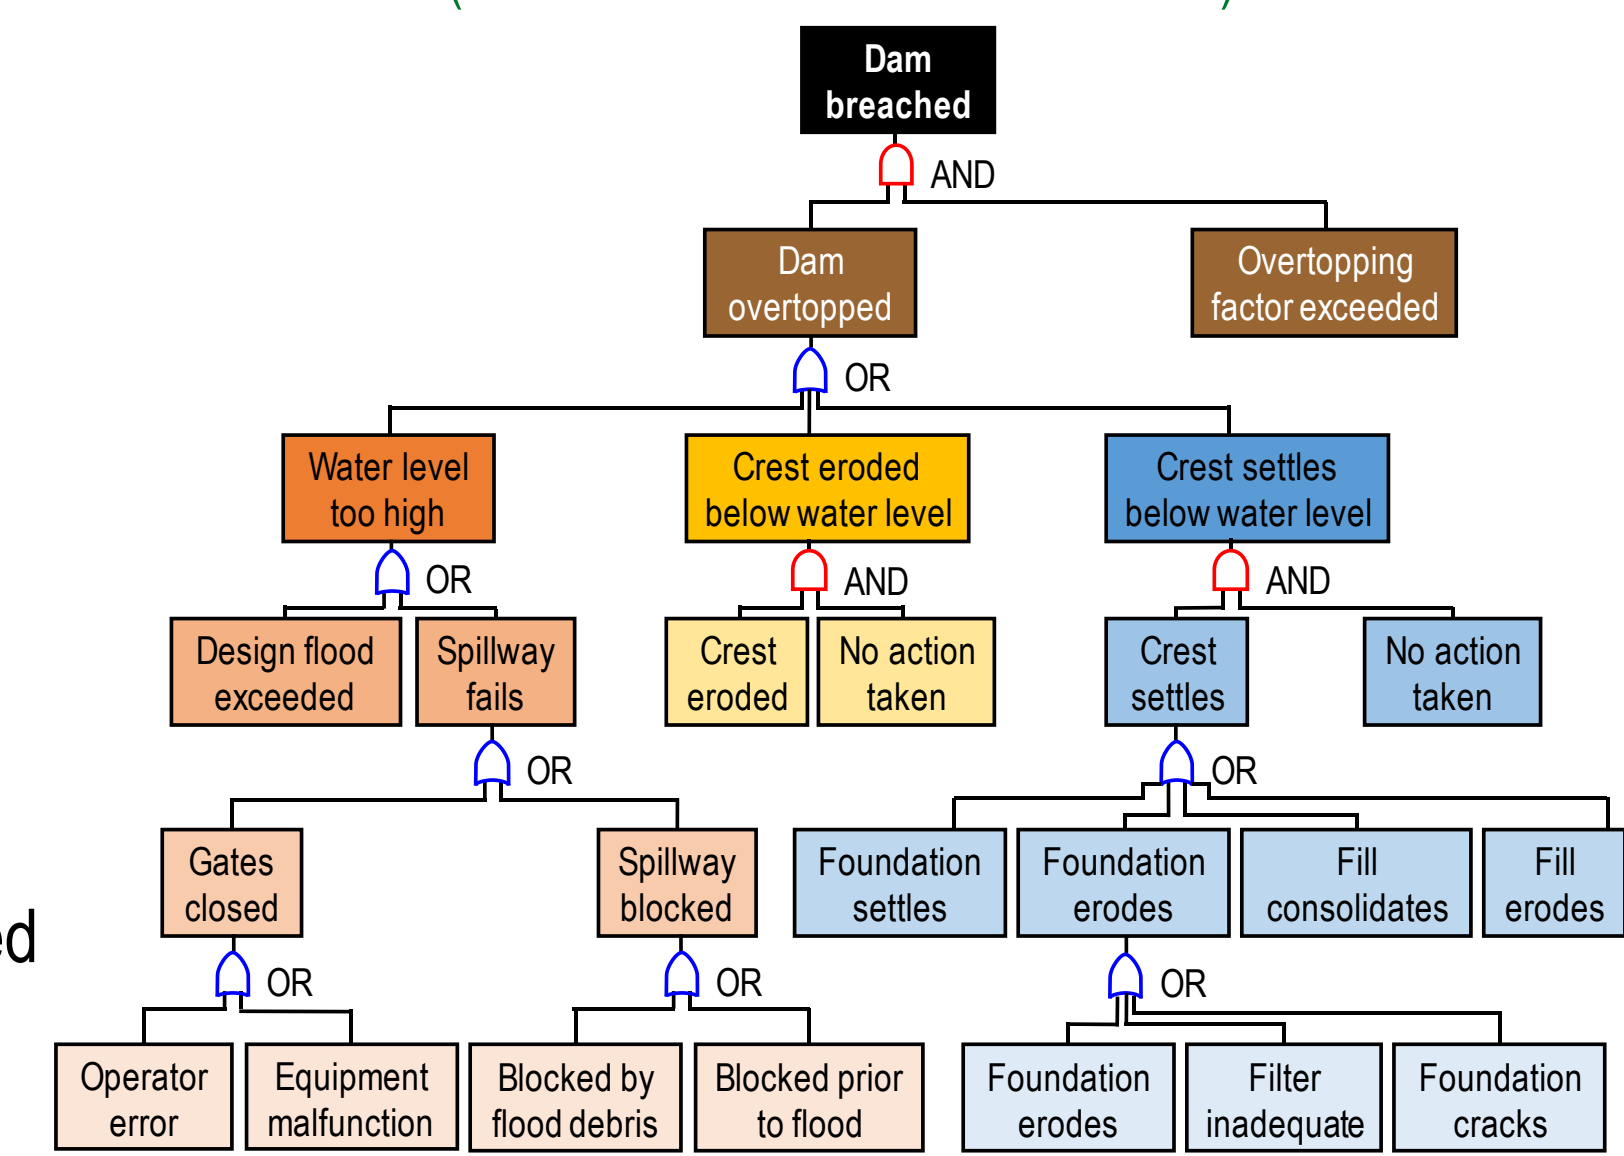 Dam
breached
AND
Dam
overtopped
Overtopping
factor exceeded
OR
Water level
too high
Crest eroded
below water level
Crest settles
below water level
OR
AND
AND
Design flood
exceeded
Spillway
fails
Crest
eroded
No action
taken
Crest
settles
No action
taken
OR
OR
Gates
closed
Spillway
blocked
Foundation
settles
Foundation
erodes
Fill
consolidates
Fill
erodes
OR
OR
OR
Operator
error
Equipment
malfunction
Blocked by
flood debris
Blocked prior
to flood
Foundation
erodes
Filter
inadequate
Foundation
cracks